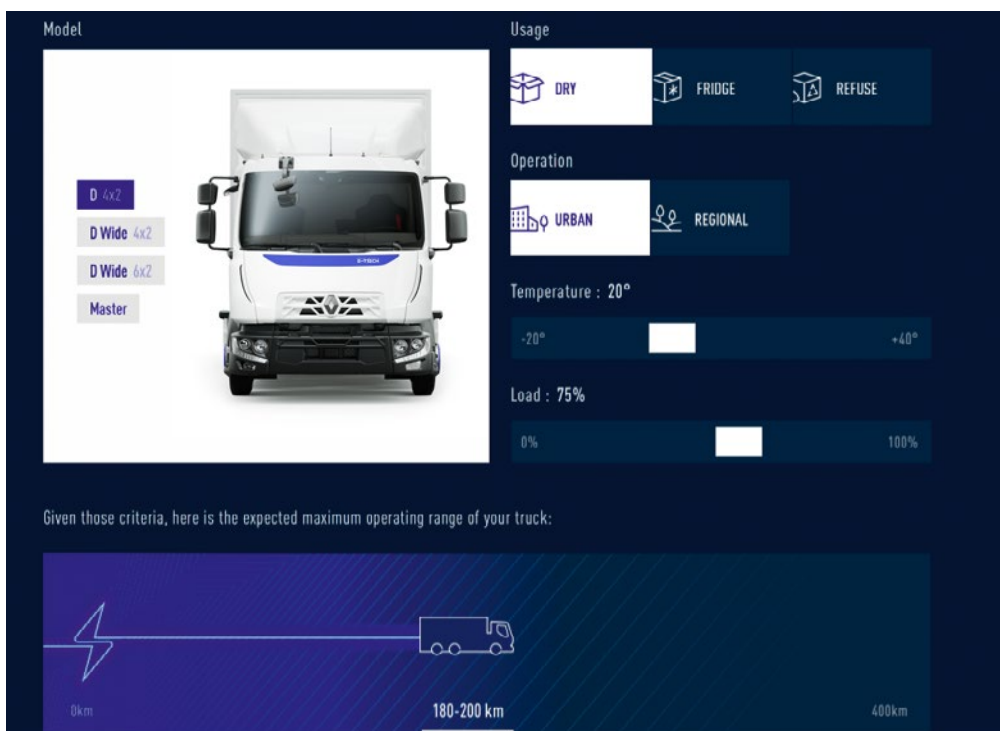 Model
D 4x2
D Wide 4x2
D Wide 6x2
Master
E-TECH
Usage
DRY
FRIDGE
REFUSE
Operation
URBAN
REGIONAL
Temperature : 20°
-20°
+40°
Load : 75%
0%
100%
Given those criteria, here is the expected maximum operating range of your truck:
0km
180-200 km
400km